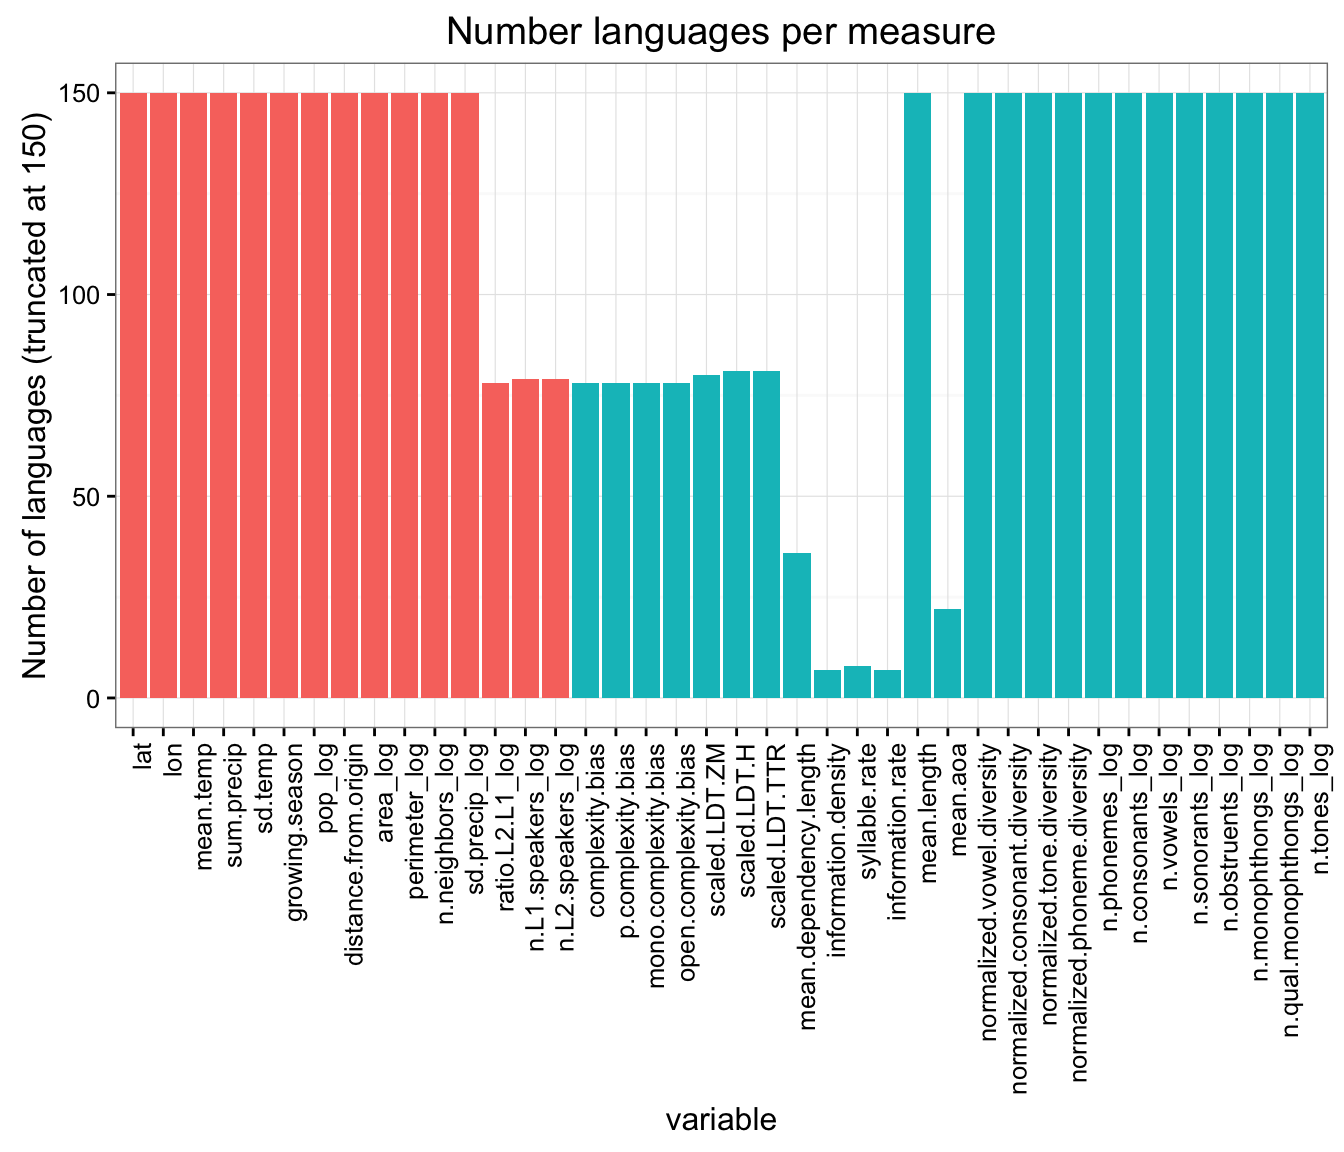 Number languages per measure
Number of languages (truncated at 150)
150
100
50
0
lat
lon
mean.temp
sum.precip
sd.temp
growing.season
pop_log
distance.from.origin
area_log
perimeter_log
n.neighbors_log
sd.precip_log
ratio.L2.L1_log
n.L1.speakers_log
n.L2.speakers_log
complexity.bias
p.complexity.bias
mono.complexity.bias
open.complexity.bias
scaled.LDT.ZM
scaled.LDT.H
scaled.LDT.TTR
mean.dependency.length
information.density
syllable.rate
information.rate
mean.length
mean.aoa
normalized.vowel.diversity
normalized.consonant.diversity
normalized.tone.diversity
normalized.phoneme.diversity
n.phonemes_log
n.consonants_log
n.vowels_log
n.sonorants_log
n.obstruents_log
n.monophthongs_log
n.qual.monophthongs_log
n.tones_log
variable